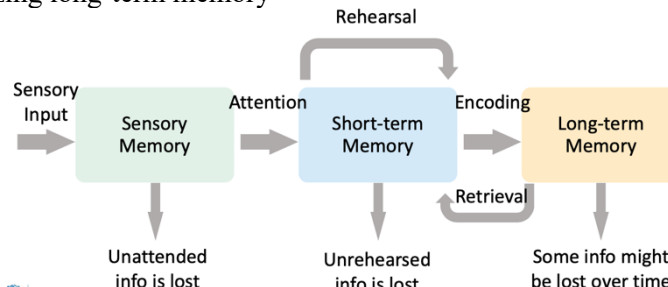 Rehearsal
Sensory
Input
Sensory
Memory
Attention
Short-term
Memory
Encoding
Long-term
Memory
Retrieval
Unattended
info is lost
Unrehearsed
info is lost
Some info might
be lost over time